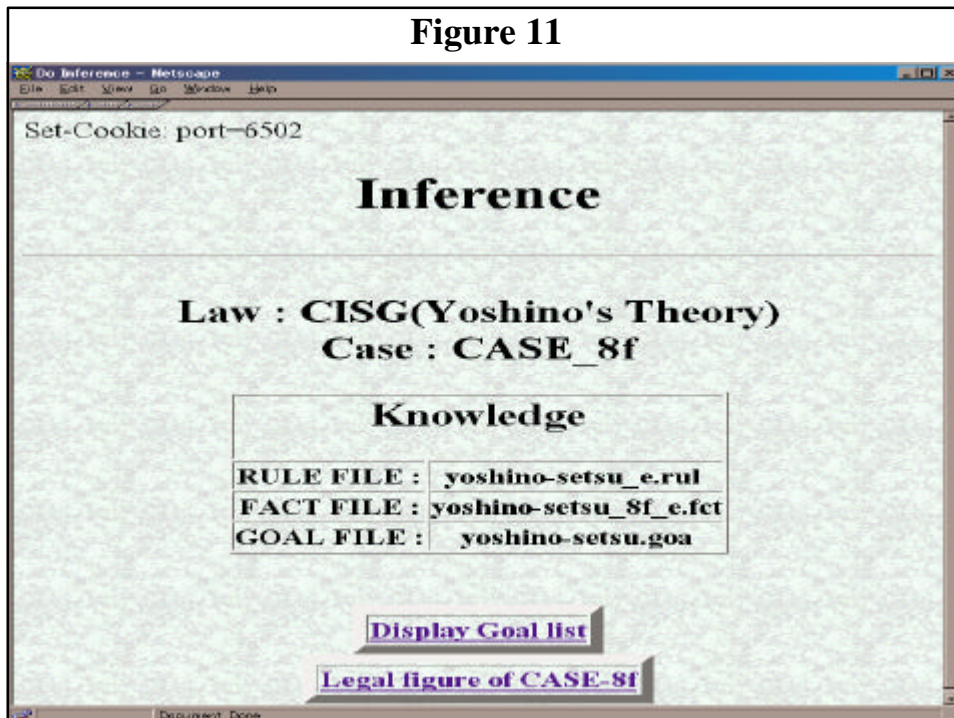 Figure 11
Do Inference - Netscape
File Edit View Go Window Help
Set-Cookie: port=6502
Inference
Law : CISG(Yoshino's Theory)
Case : CASE_8f
Knowledge
RULE FILE : yoshino-setsu_e.rul
FACT FILE : yoshino-setsu_8f_e.fct
GOAL FILE : yoshino-setsu.goa
Display Goal list
Legal figure of CASE-8f
Document Done